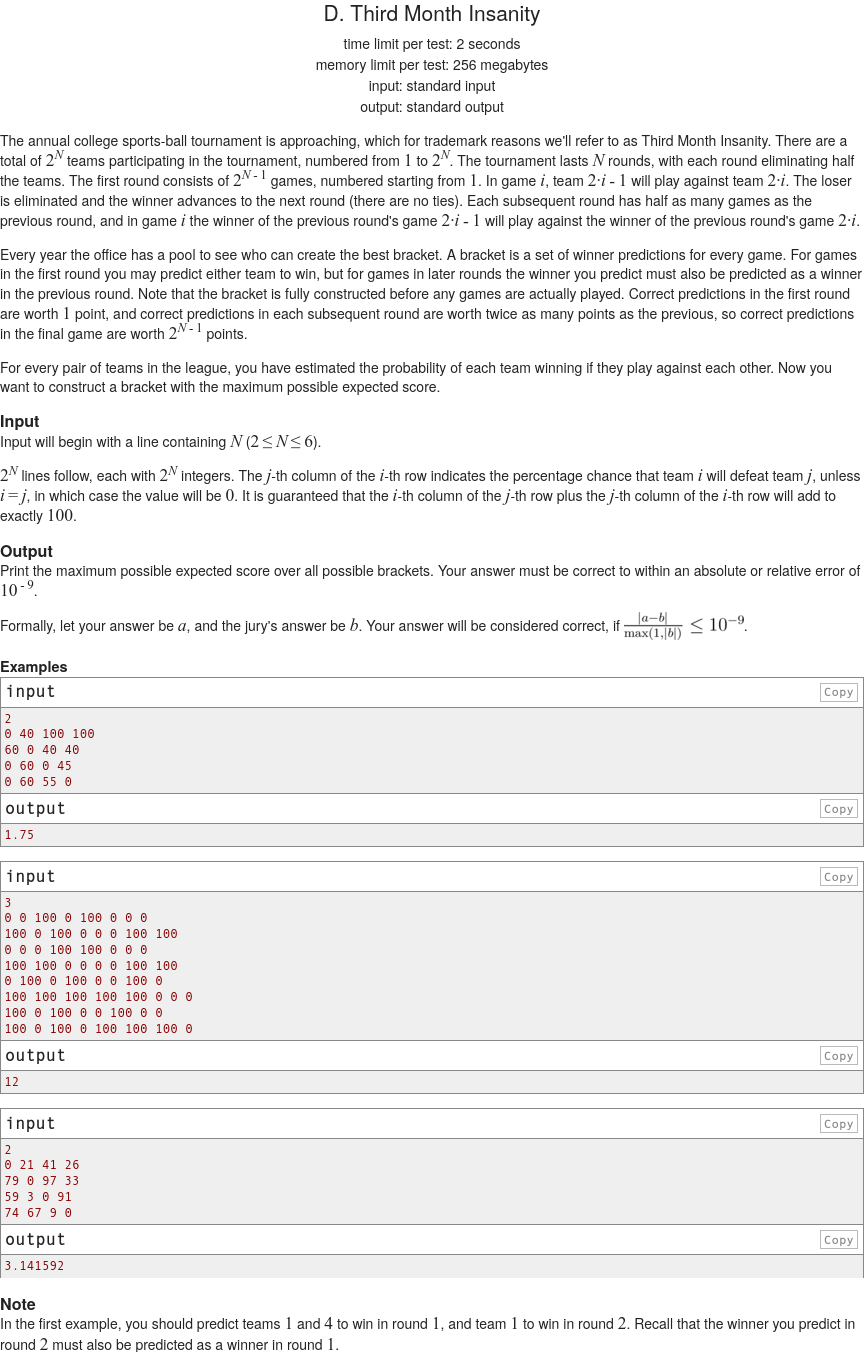 D. Third Month Insanity
time limit per test: 2 seconds
memory limit per test: 256 megabytes
input: standard input
output: standard output
The annual college sports-ball tournament is approaching, which for trademark reasons we'll refer to as Third Month Insanity. There are a
total of 2^N teams participating in the tournament, numbered from 1 to 2^N. The tournament lasts N rounds, with each round eliminating half
the teams. The first round consists of 2^{N - 1} games, numbered starting from 1. In game i, team 2·i - 1 will play against team 2·i. The loser
is eliminated and the winner advances to the next round (there are no ties). Each subsequent round has half as many games as the
previous round, and in game i the winner of the previous round's game 2·i - 1 will play against the winner of the previous round's game 2·i.
Every year the office has a pool to see who can create the best bracket. A bracket is a set of winner predictions for every game. For games
in the first round you may predict either team to win, but for games in later rounds the winner you predict must also be predicted as a winner
in the previous round. Note that the bracket is fully constructed before any games are actually played. Correct predictions in the first round
are worth 1 point, and correct predictions in each subsequent round are worth twice as many points as the previous, so correct predictions
in the final game are worth 2^{N - 1} points.
For every pair of teams in the league, you have estimated the probability of each team winning if they play against each other. Now you
want to construct a bracket with the maximum possible expected score.
Input
Input will begin with a line containing N (2 ≤ N ≤ 6).
2^N lines follow, each with 2^N integers. The j-th column of the i-th row indicates the percentage chance that team i will defeat team j, unless
i = j, in which case the value will be 0. It is guaranteed that the i-th column of the j-th row plus the j-th column of the i-th row will add to
exactly 100.
Output
Print the maximum possible expected score over all possible brackets. Your answer must be correct to within an absolute or relative error of
10^{ - 9}.
Formally, let your answer be a, and the jury's answer be b. Your answer will be considered correct, if |a−b| / max(1,|b|) ≤ 10^{−9}.
Examples
input Copy
2
0 40 100 100
60 0 40 40
0 60 0 45
0 60 55 0
output Copy
1.75
input Copy
3
0 0 100 0 100 0 0 0
100 0 100 0 0 0 100 100
0 0 0 100 100 0 0 0
100 100 0 0 0 0 100 100
0 100 0 100 0 0 100 0
100 100 100 100 100 0 0 0
100 0 100 0 0 100 0 0
100 0 100 0 100 100 100 0
output Copy
12
input Copy
2
0 21 41 26
79 0 97 33
59 3 0 91
74 67 9 0
output Copy
3.141592
Note
In the first example, you should predict teams 1 and 4 to win in round 1, and team 1 to win in round 2. Recall that the winner you predict in
round 2 must also be predicted as a winner in round 1.